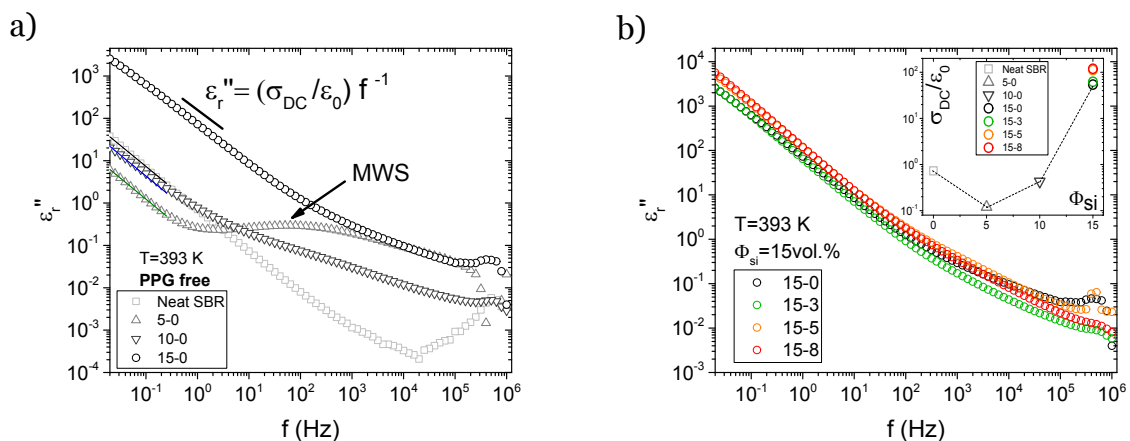 a)
10^3
10^2
10^1
10^0
10^-1
10^-2
10^-3
10^-4
ε_r''
ε_r''= (σ_DC/ε_0) f^-1
MWS
T=393 K
PPG free
Neat SBR
5-0
10-0
15-0
10^-1 10^0 10^1 10^2 10^3 10^4 10^5 10^6
f (Hz)
b)
10^4
10^3
10^2
10^1
10^0
10^-1
10^-2
10^-3
ε_r''
T=393 K
Φ_si=15vol.%
15-0
15-3
15-5
15-8
10^-1 10^0 10^1 10^2 10^3 10^4 10^5 10^6
f (Hz)
10^2
10^1
10^0
10^-1
σ_DC/ε_0
Neat SBR
5-0
10-0
15-0
15-3
15-5
15-8
Φ_si
0 5 10 15